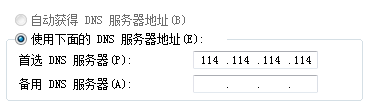 自动获得 DNS 服务器地址(B)
使用下面的 DNS 服务器地址(E):
首选 DNS 服务器(P): 114 .114 .114 .114
备用 DNS 服务器(A): . . .